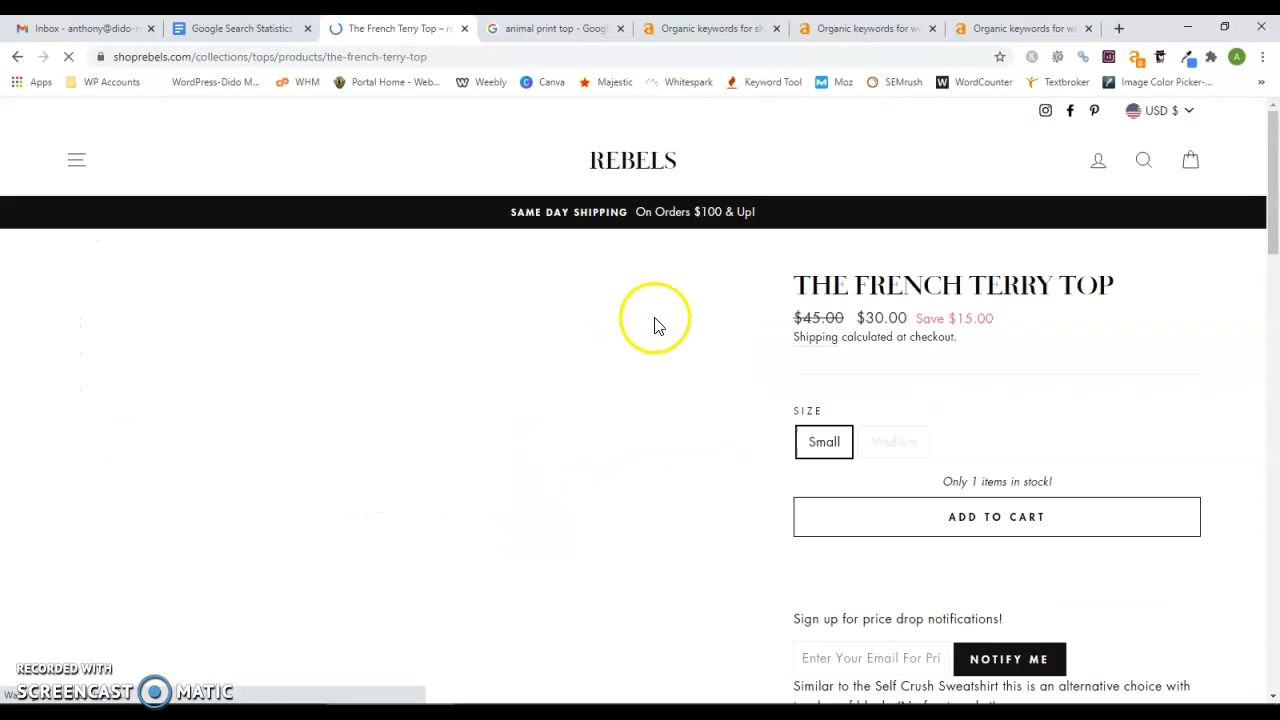 Inbox - anthony@dido-r
Google Search Statistics
The French Terry Top – r
animal print top - Goog
Organic keywords for sh
Organic keywords for w
Organic keywords for w
shoprebels.com/collections/tops/products/the-french-terry-top
Apps
WP Accounts
WordPress-Dido M...
WHM
Portal Home - Web...
Weebly
Canva
Majestic
Whitespark
Keyword Tool
Moz
SEMrush
WordCounter
Textbroker
Image Color Picker-...
USD $
REBELS
SAME DAY SHIPPING On Orders $100 & Up!
THE FRENCH TERRY TOP
$45.00 $30.00 Save $15.00
Shipping calculated at checkout.
SIZE
Small
Medium
Only 1 items in stock!
ADD TO CART
Sign up for price drop notifications!
Enter Your Email For Pri
NOTIFY ME
Similar to the Self Crush Sweatshirt this is an alternative choice with
RECORDED WITH
SCREENCAST MATIC